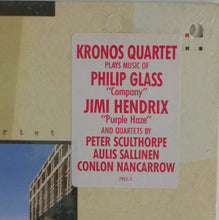 KRONOS QUARTET
PLAYS MUSIC OF
PHILIP GLASS
"Company"
JIMI HENDRIX
"Purple Haze"
AND QUARTETS BY
PETER SCULTHORPE
AULIS SALLINEN
CONLON NANCARROW